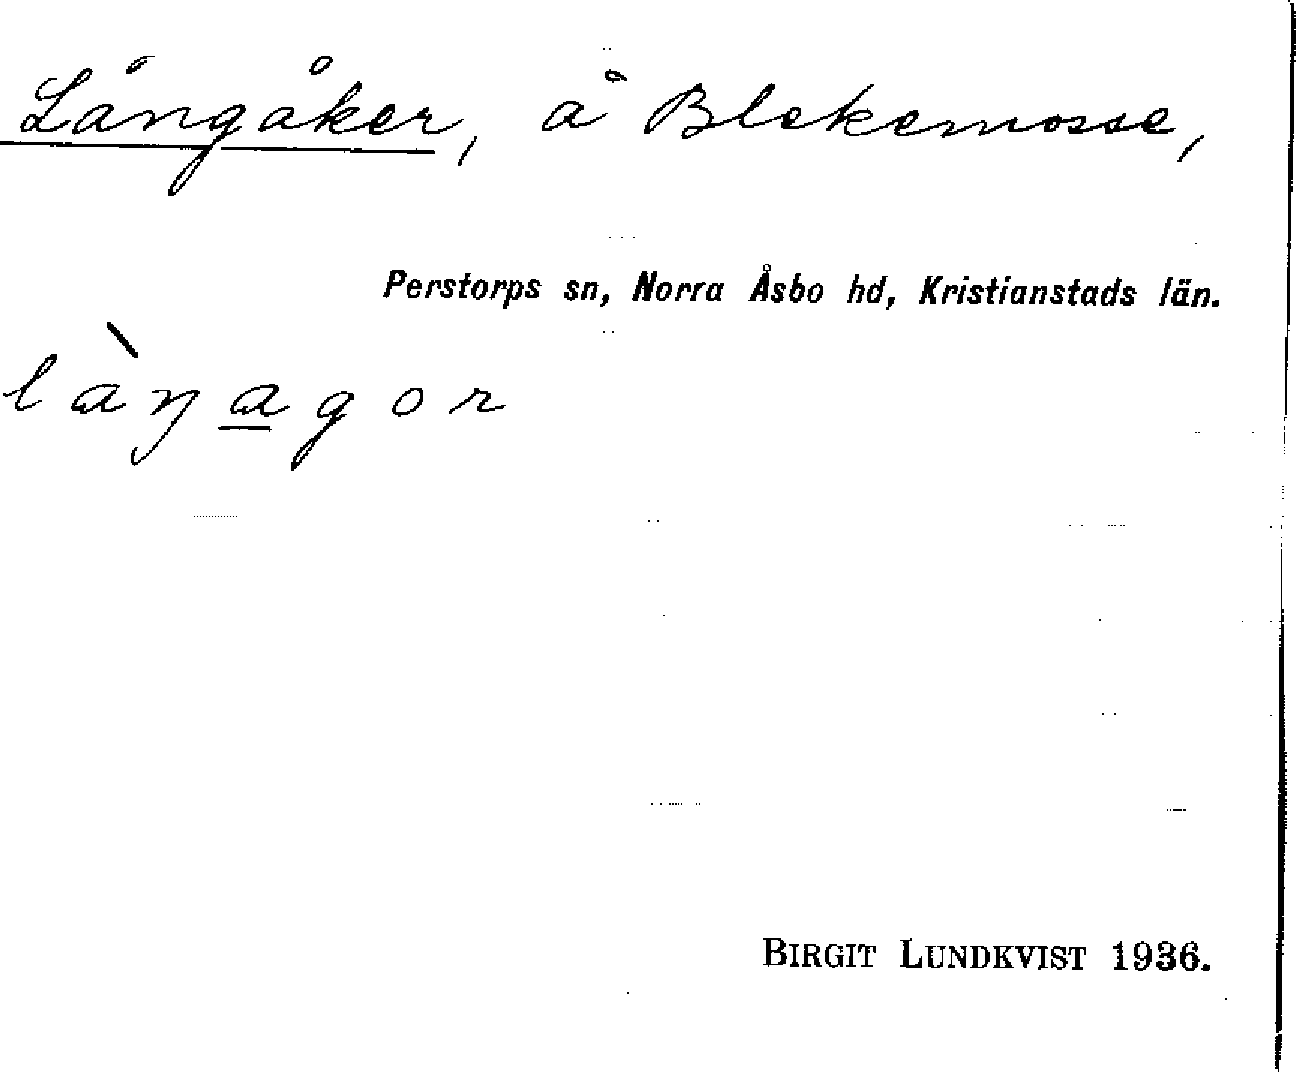 Långåker, å Blekemosse,
Perstorps sn, Norra Åsbo hd, Kristianstads län.
làŋagor
BIRGIT LUNDKVIST 1936.